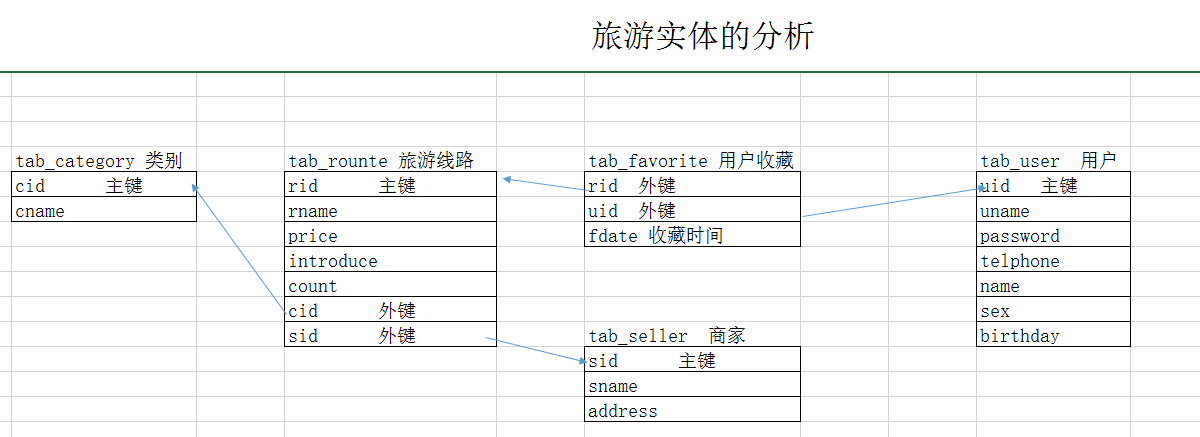 旅游实体的分析
tab_category 类别
cid 主键
cname
tab_rounte 旅游线路
rid 主键
rname
price
introduce
count
cid 外键
sid 外键
tab_favorite 用户收藏
rid 外键
uid 外键
fdate 收藏时间
tab_seller 商家
sid 主键
sname
address
tab_user 用户
uid 主键
uname
password
telphone
name
sex
birthday